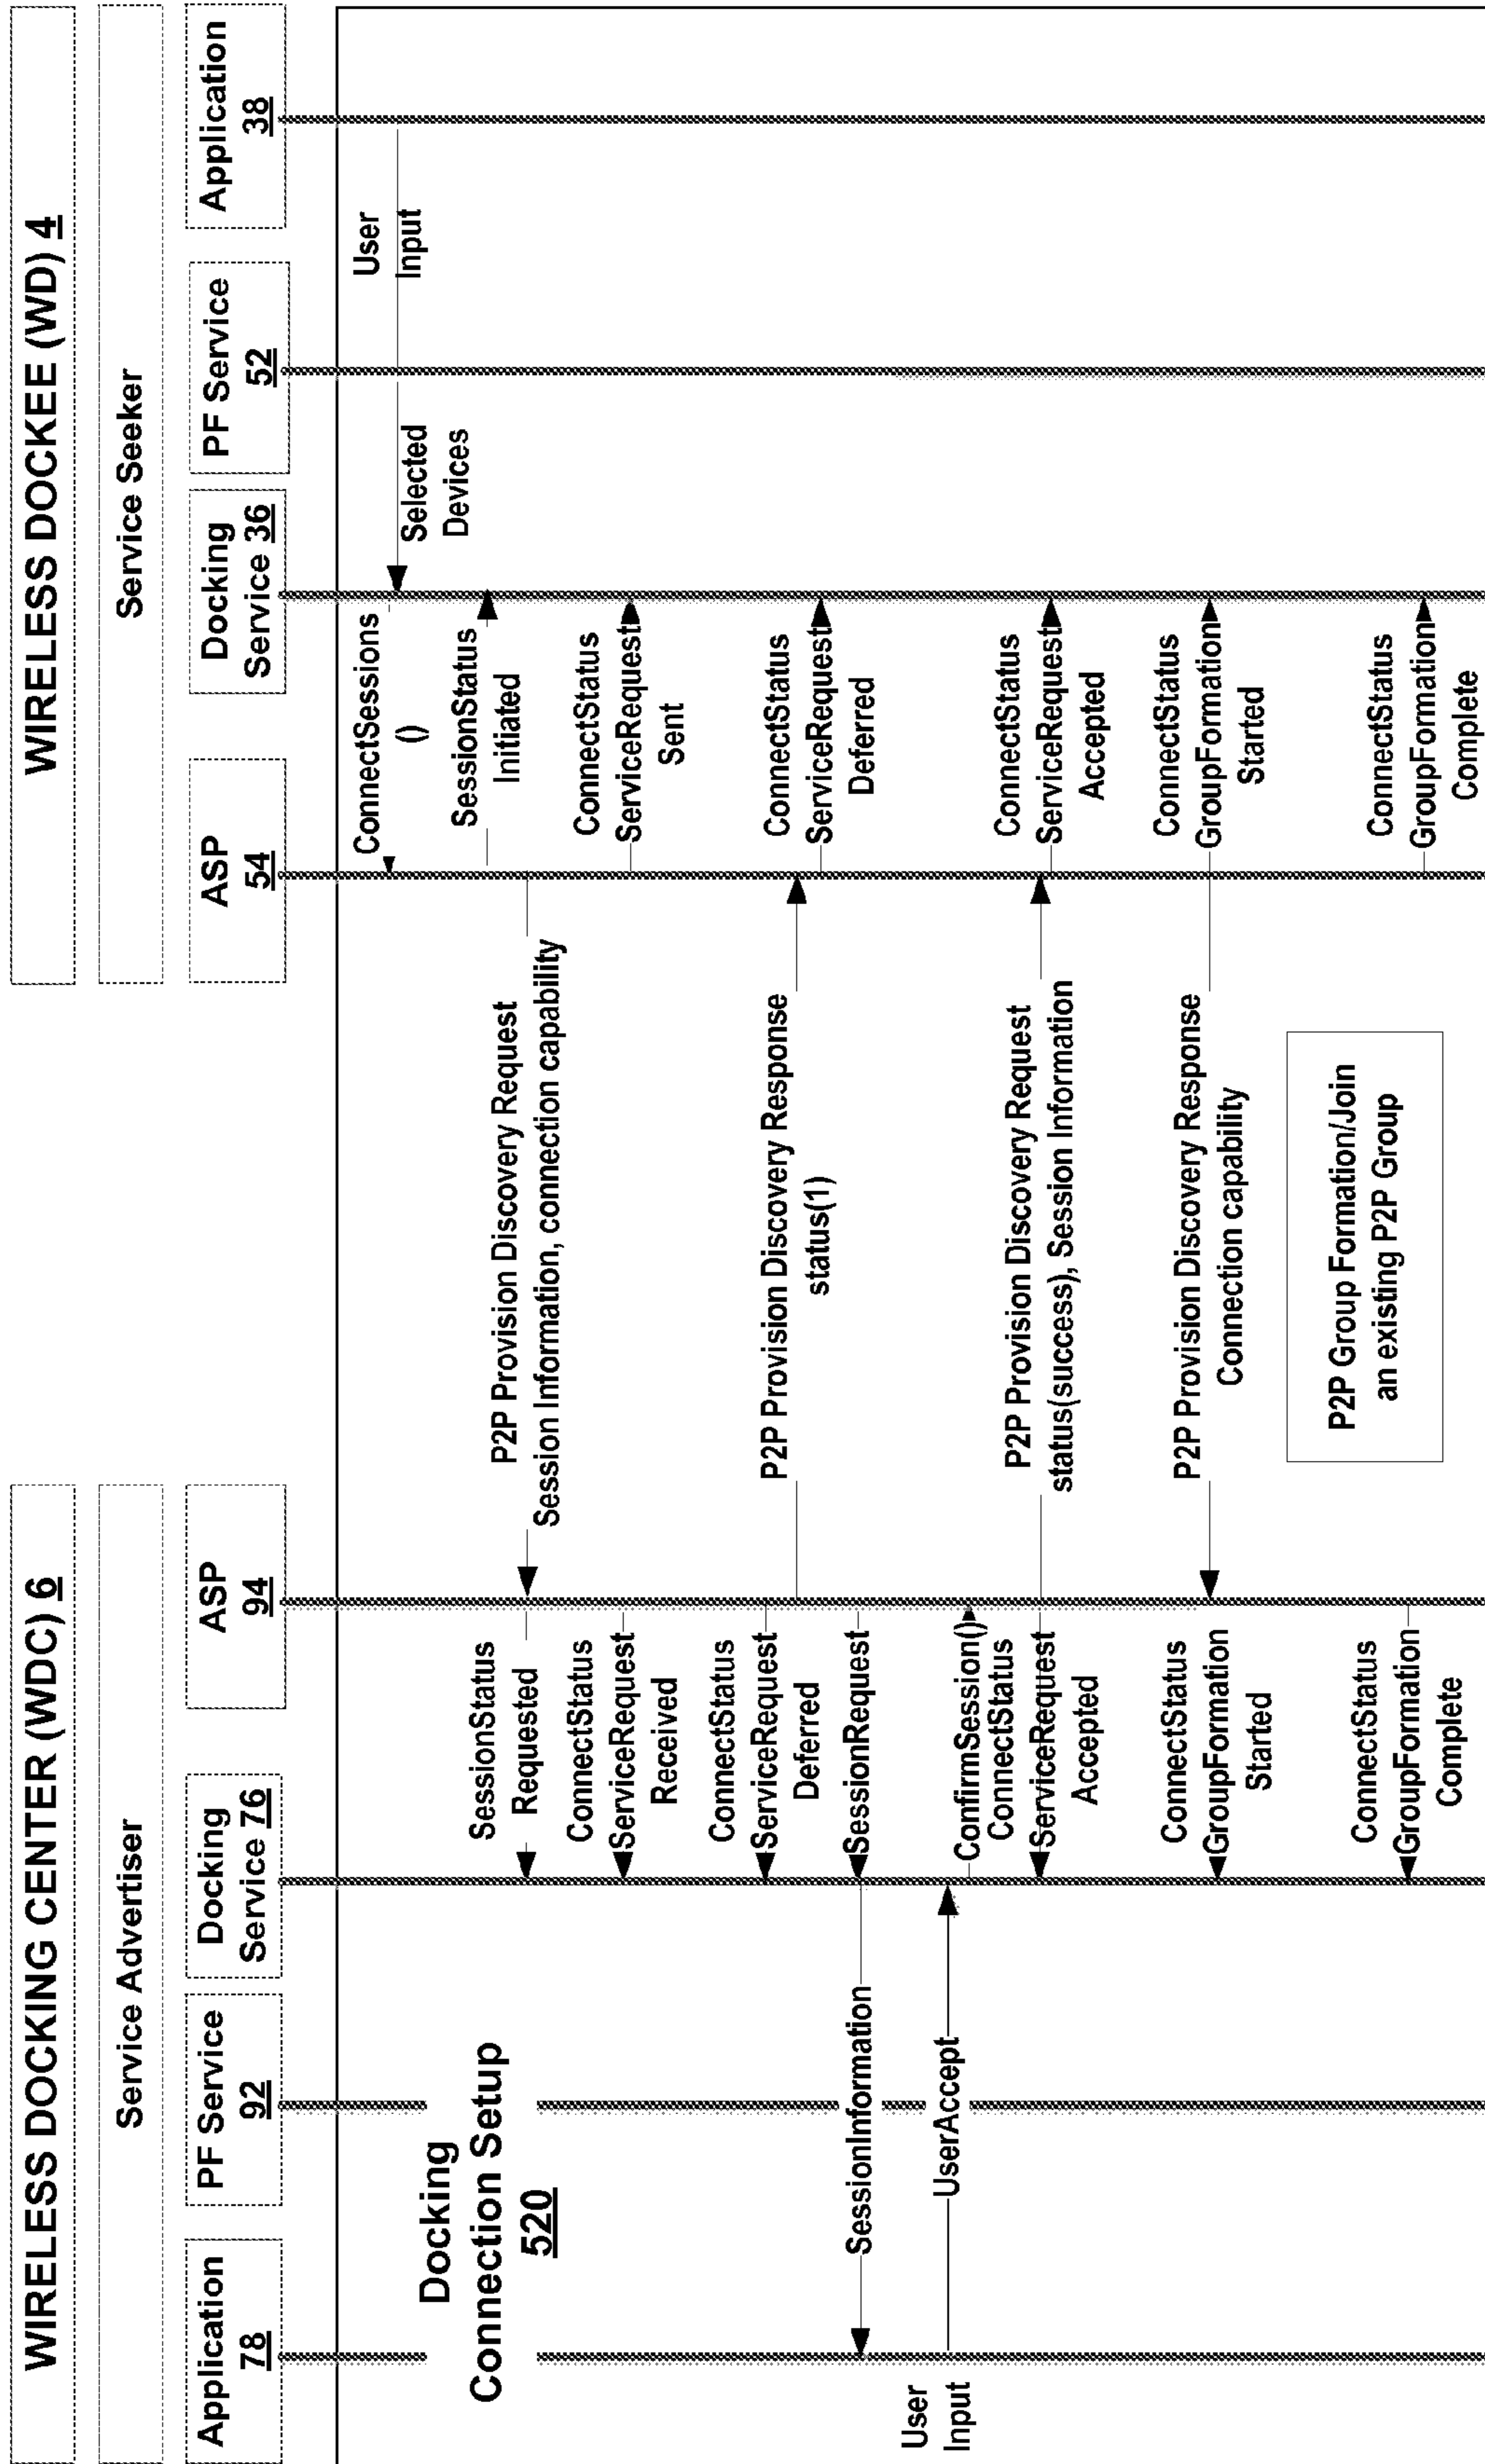 WIRELESS DOCKING CENTER (WDC) 6
WIRELESS DOCKEE (WD) 4
Service Advertiser
Service Seeker
Application
78
PF Service
92
Docking
Service 76
ASP
94
ASP
54
Docking
Service 36
PF Service
52
Application
38
Docking
Connection Setup
520
User
Input
Selected
Devices
ConnectSessions
()
SessionStatus
Initiated
P2P Provision Discovery Request
Session Information, connection capability
SessionStatus
Requested
ConnectStatus
ServiceRequest
Sent
ConnectStatus
ServiceRequest
Received
ConnectStatus
ServiceRequest
Deferred
P2P Provision Discovery Response
status(1)
ConnectStatus
ServiceRequest
Deferred
SessionRequest
SessionInformation
User
Input
UserAccept
ConfirmSession()
ConnectStatus
ServiceRequest
Accepted
P2P Provision Discovery Request
status(success), Session Information
ConnectStatus
ServiceRequest
Accepted
ConnectStatus
GroupFormation
Started
P2P Provision Discovery Response
Connection capability
ConnectStatus
GroupFormation
Started
P2P Group Formation/Join
an existing P2P Group
ConnectStatus
GroupFormation
Complete
ConnectStatus
GroupFormation
Complete